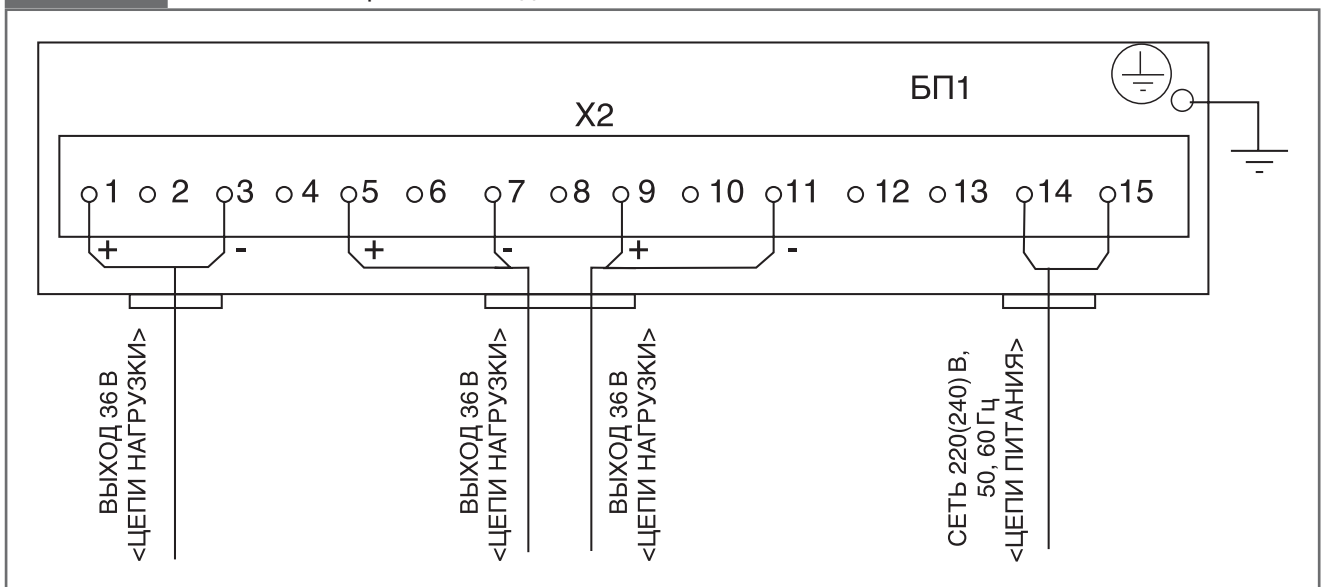 БП1
X2
1 2 3 4 5 6 7 8 9 10 11 12 13 14 15
+ - + - + -
ВЫХОД 36 В
<ЦЕПИ НАГРУЗКИ>
ВЫХОД 36 В
<ЦЕПИ НАГРУЗКИ>
ВЫХОД 36 В
<ЦЕПИ НАГРУЗКИ>
СЕТЬ 220(240) В,
50, 60 Гц
<ЦЕПИ ПИТАНИЯ>